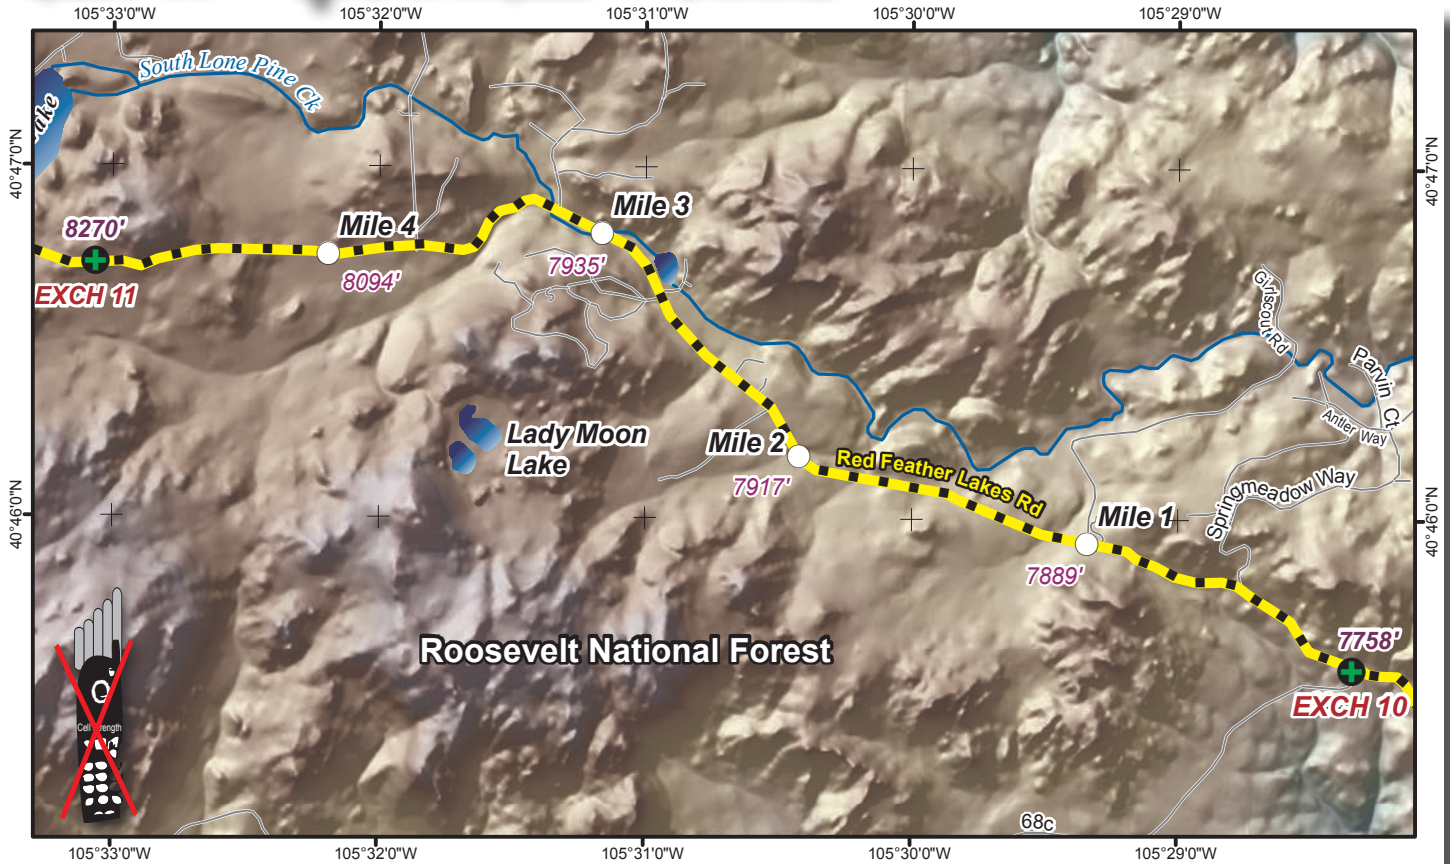 105°33'0"W
105°32'0"W
105°31'0"W
105°30'0"W
105°29'0"W
South Lone Pine Ck
40°47'0"N
40°47'0"N
Mile 3
8270'
Mile 4
7935'
8094'
EXCH 11
Girlscout Rd
Parvin Ct
Antler Way
Lady Moon
Lake
Mile 2
Red Feather Lakes Rd
7917'
Springmeadow Way
40°46'0"N
40°46'0"N
Mile 1
7889'
Roosevelt National Forest
7758'
EXCH 10
68c
105°33'0"W
105°32'0"W
105°31'0"W
105°30'0"W
105°29'0"W